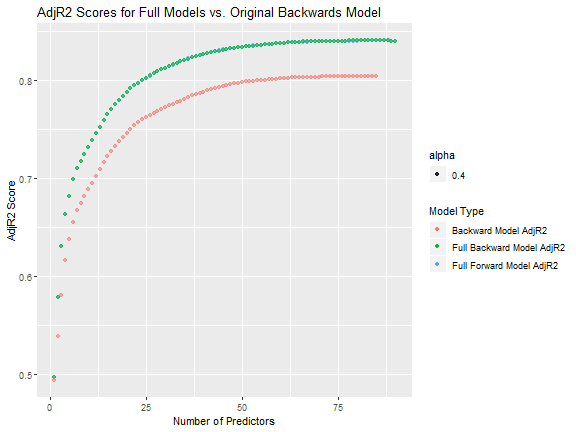 AdjR2 Scores for Full Models vs. Original Backwards Model
AdjR2 Score
0.8
0.7
0.6
0.5
0
25
50
75
Number of Predictors
alpha
0.4
Model Type
Backward Model AdjR2
Full Backward Model AdjR2
Full Forward Model AdjR2